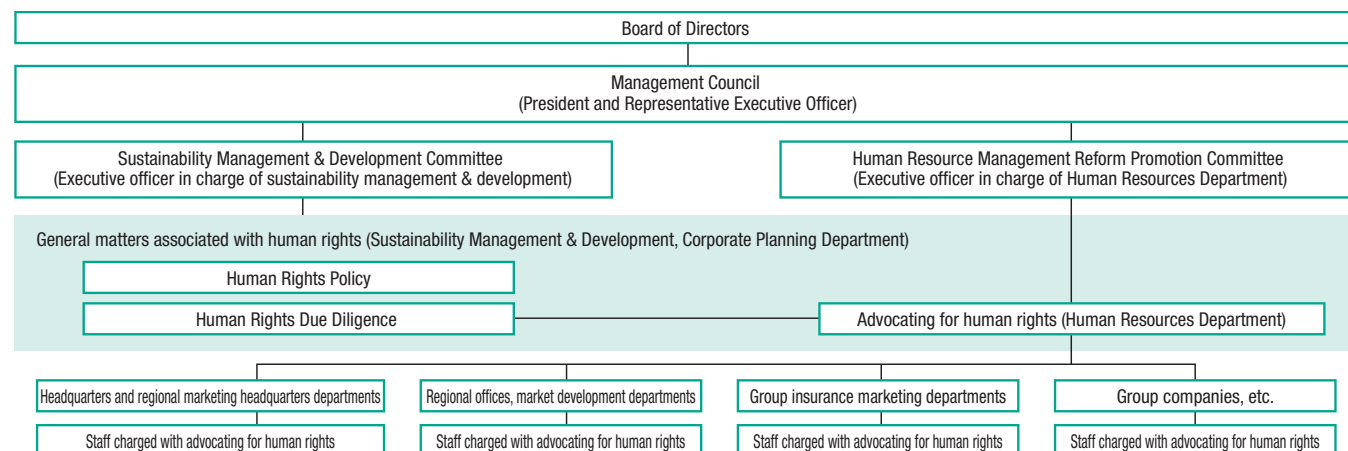 Board of Directors
Management Council
(President and Representative Executive Officer)
Sustainability Management & Development Committee
(Executive officer in charge of sustainability management & development)
Human Resource Management Reform Promotion Committee
(Executive officer in charge of Human Resources Department)
General matters associated with human rights (Sustainability Management & Development, Corporate Planning Department)
Human Rights Policy
Human Rights Due Diligence
Advocating for human rights (Human Resources Department)
Headquarters and regional marketing headquarters departments
Regional offices, market development departments
Group insurance marketing departments
Group companies, etc.
Staff charged with advocating for human rights
Staff charged with advocating for human rights
Staff charged with advocating for human rights
Staff charged with advocating for human rights